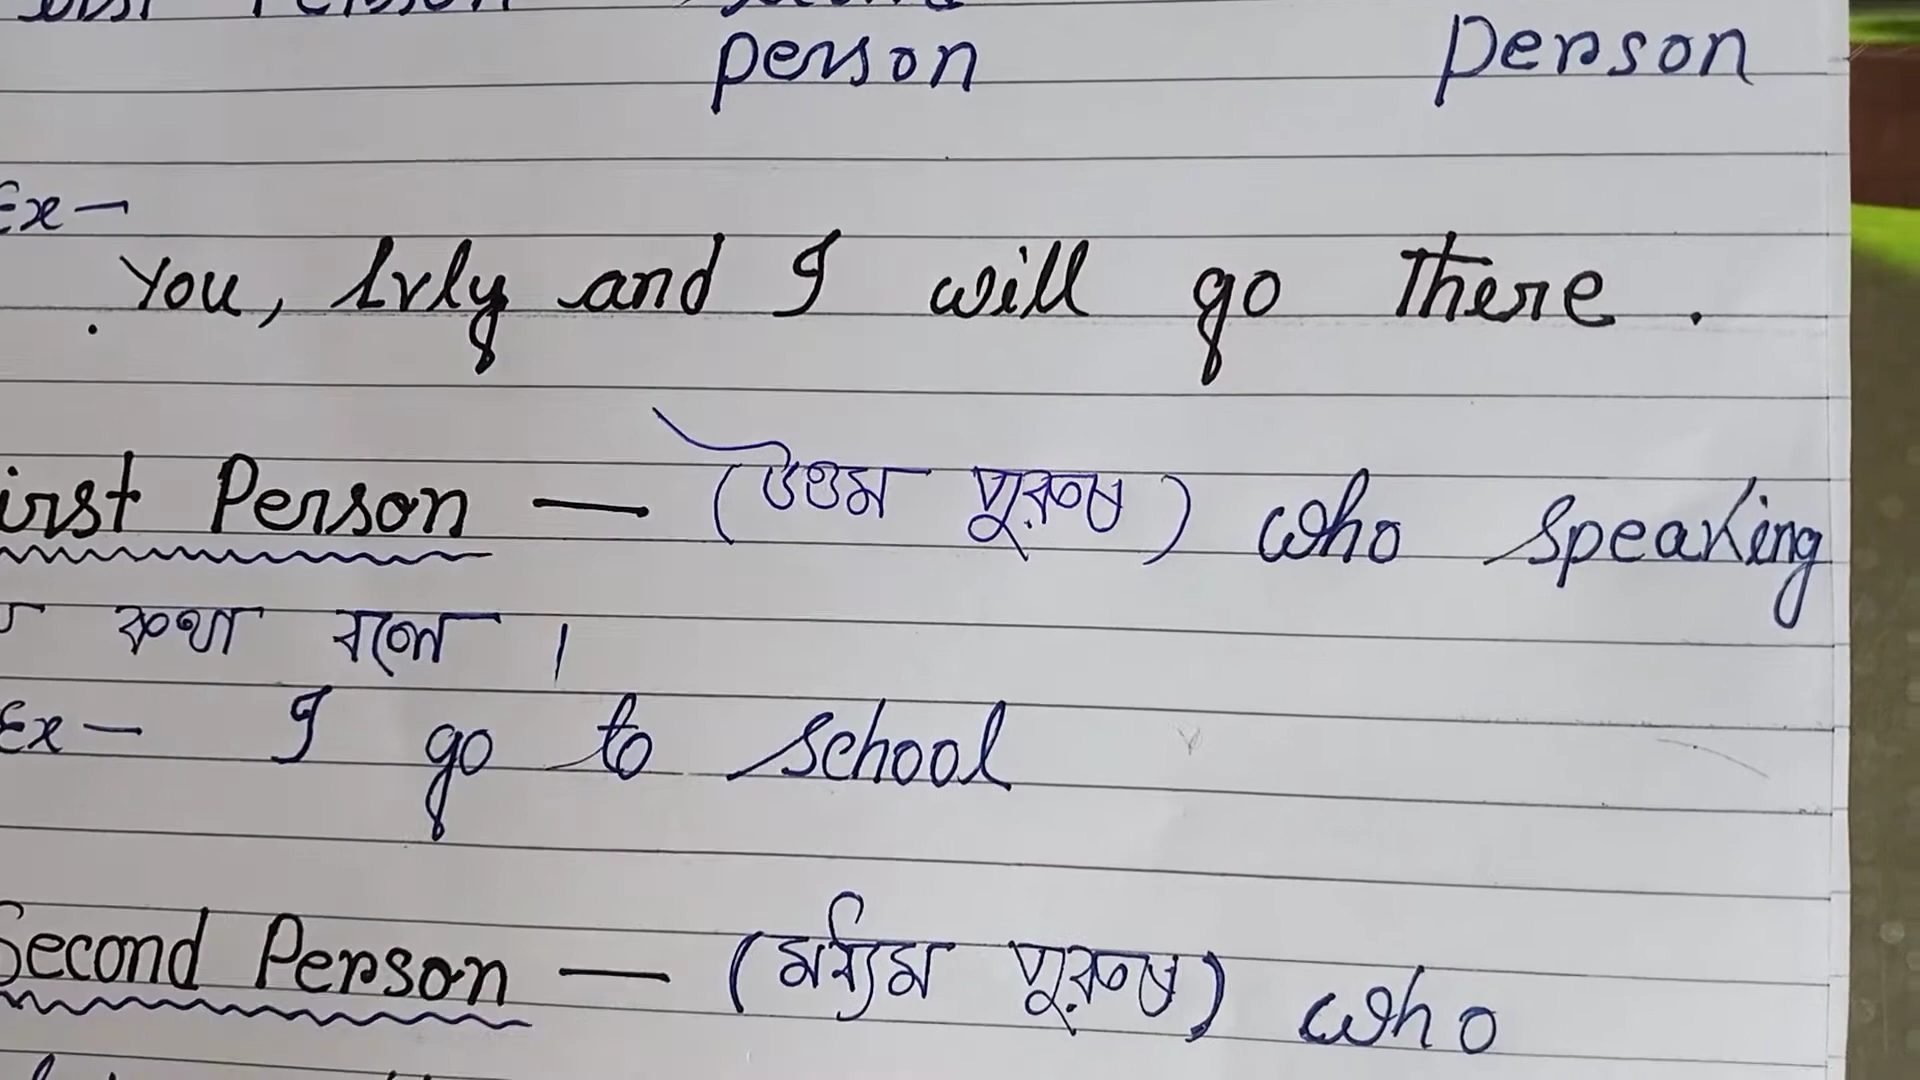 person person
Ex-
You, lvly and I will go there.
irst Person — (উত্তম পুরুষ) who speaking
কথা বলে।
Ex- I go to school
Second Person — (মধ্যম পুরুষ) who